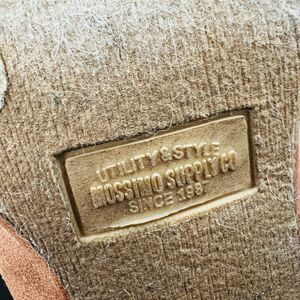 UTILITY & STYLE
MOSSIMO SUPPLY CO
SINCE 1987